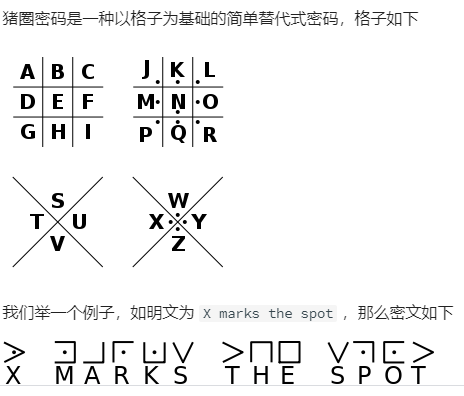 猪圈密码是一种以格子为基础的简单替代式密码，格子如下
A B C J K L
D E F M N O
G H I P Q R
S W
T U X Y
V Z
我们举一个例子，如明文为 X marks the spot ，那么密文如下
X MARKS THE SPOT